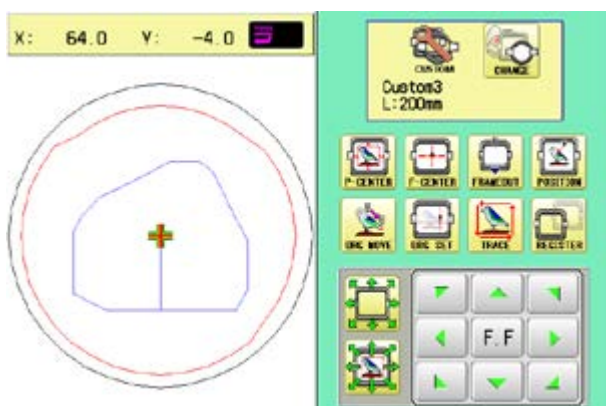 X: 64.0 Y: -4.0
CUSTOM CHANGE
Custom3
L:200mm
P-CENTER F-CENTER FRAMEOUT POSITION
ORG MOVE ORG SET TRACE REGISTER
F.F